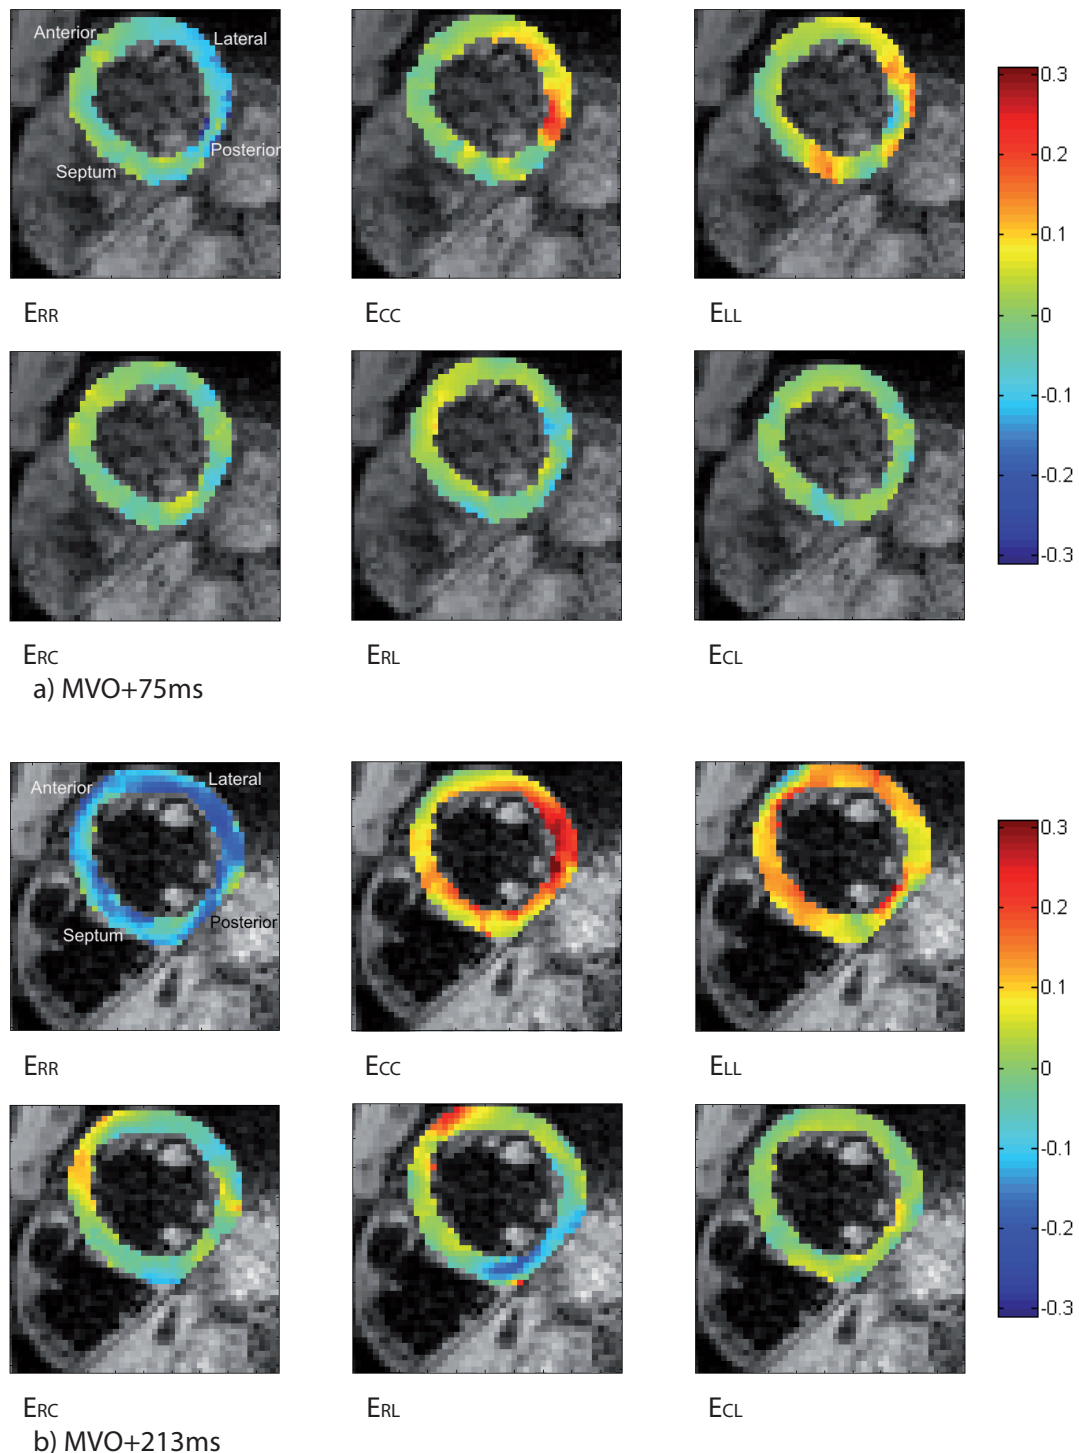 Anterior
Lateral
Septum
Posterior
0.3
0.2
0.1
0
-0.1
-0.2
-0.3
ERR
ECC
ELL
ERC
ERL
ECL
a) MVO+75ms
Anterior
Lateral
Septum
Posterior
0.3
0.2
0.1
0
-0.1
-0.2
-0.3
ERR
ECC
ELL
ERC
ERL
ECL
b) MVO+213ms